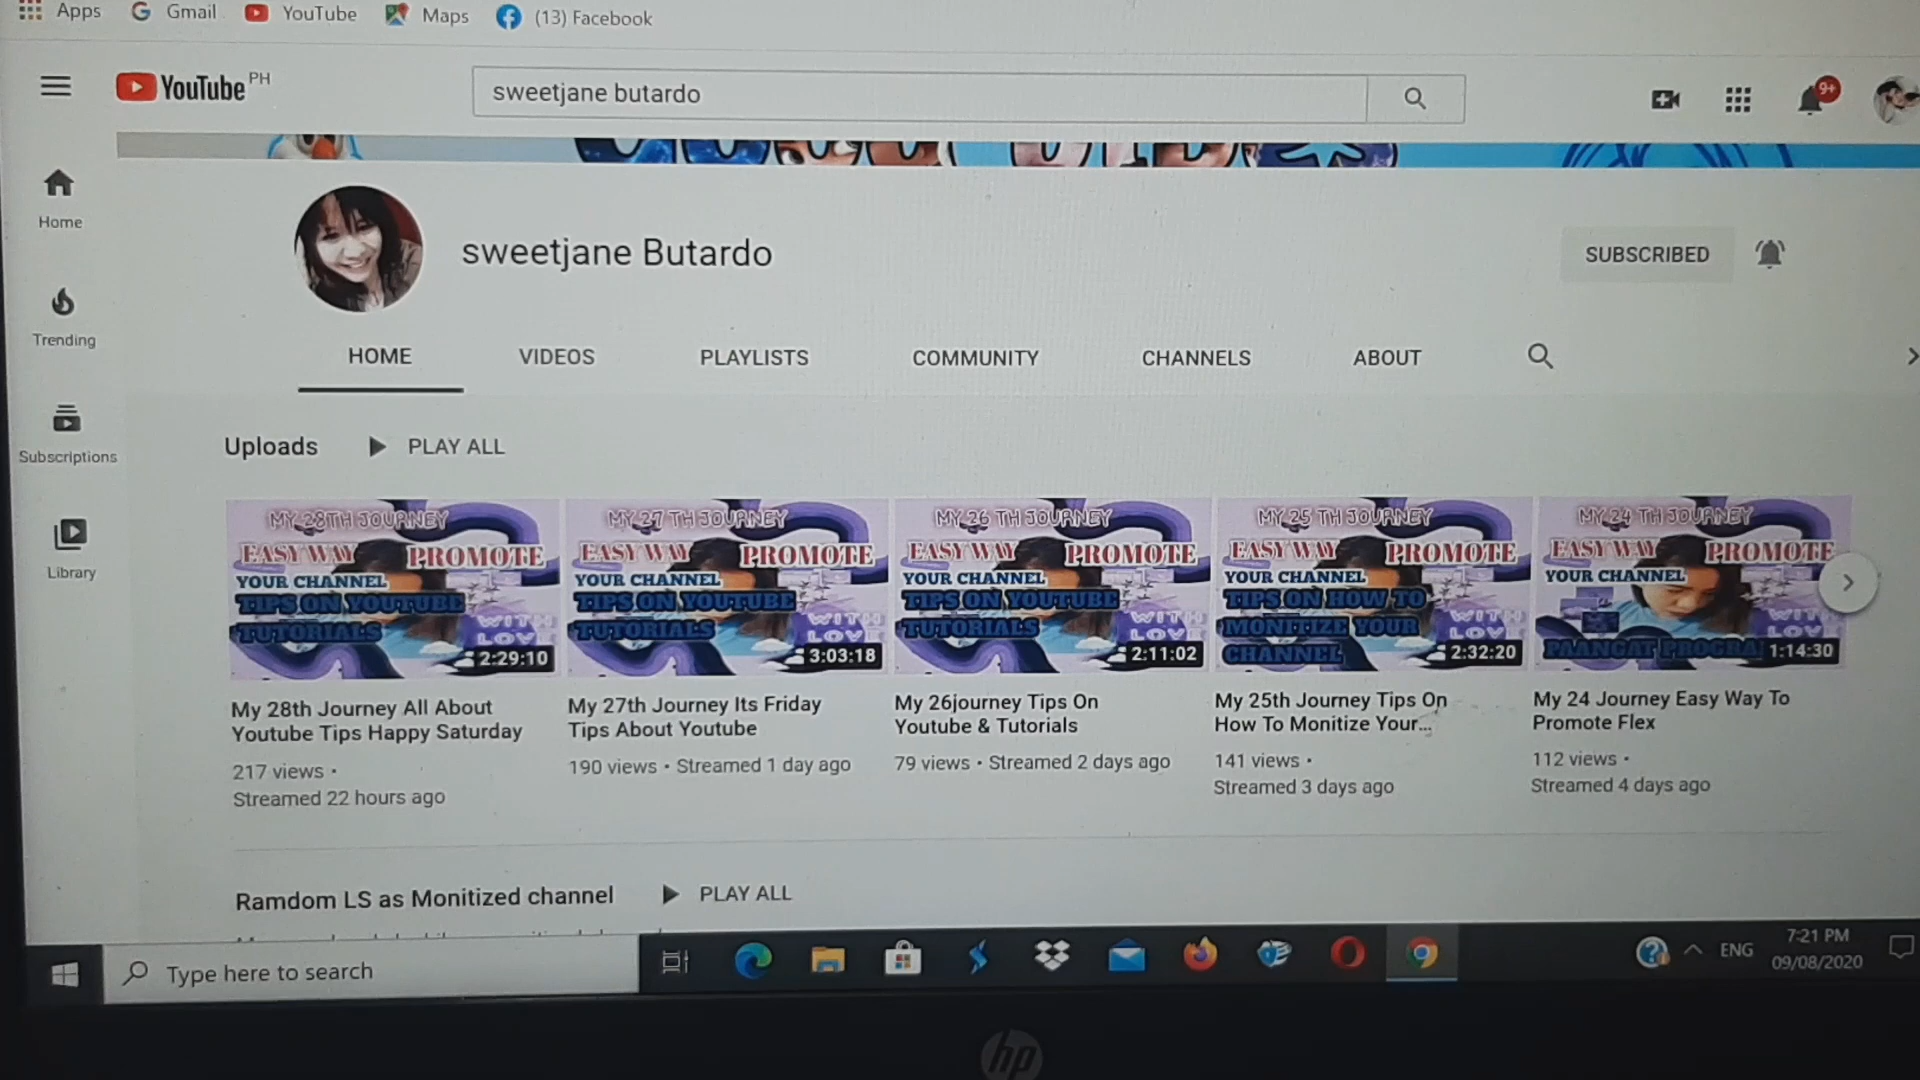 Apps Gmail YouTube Maps (13) Facebook
YouTube PH
sweetjane butardo
9+
Home
Trending
Subscriptions
Library
sweetjane Butardo
SUBSCRIBED
HOME VIDEOS PLAYLISTS COMMUNITY CHANNELS ABOUT
Uploads PLAY ALL
MY 28TH JOURNEY
EASY WAY PROMOTE
YOUR CHANNEL
TIPS ON YOUTUBE
TUTORIALS
WITH
LOVE
2:29:10
My 28th Journey All About
Youtube Tips Happy Saturday
217 views •
Streamed 22 hours ago
MY 27 TH JOURNEY
EASY WAY PROMOTE
YOUR CHANNEL
TIPS ON YOUTUBE
TUTORIALS
WITH
LOVE
3:03:18
My 27th Journey Its Friday
Tips About Youtube
190 views • Streamed 1 day ago
MY 26 TH JOURNEY
EASY WAY PROMOTE
YOUR CHANNEL
TIPS ON YOUTUBE
TUTORIALS
WITH
LOVE
2:11:02
My 26journey Tips On
Youtube & Tutorials
79 views • Streamed 2 days ago
MY 25 TH JOURNEY
EASY WAY PROMOTE
YOUR CHANNEL
TIPS ON HOW TO
MONITIZE YOUR
CHANNEL
WITH
LOVE
2:32:20
My 25th Journey Tips On
How To Monitize Your...
141 views •
Streamed 3 days ago
MY 24 TH JOURNEY
EASY WAY PROMOTE
YOUR CHANNEL
WITH
LOVE
PAANGAT PROGRA
1:14:30
My 24 Journey Easy Way To
Promote Flex
112 views •
Streamed 4 days ago
Ramdom LS as Monitized channel PLAY ALL
Type here to search
ENG
7:21 PM
09/08/2020
hp